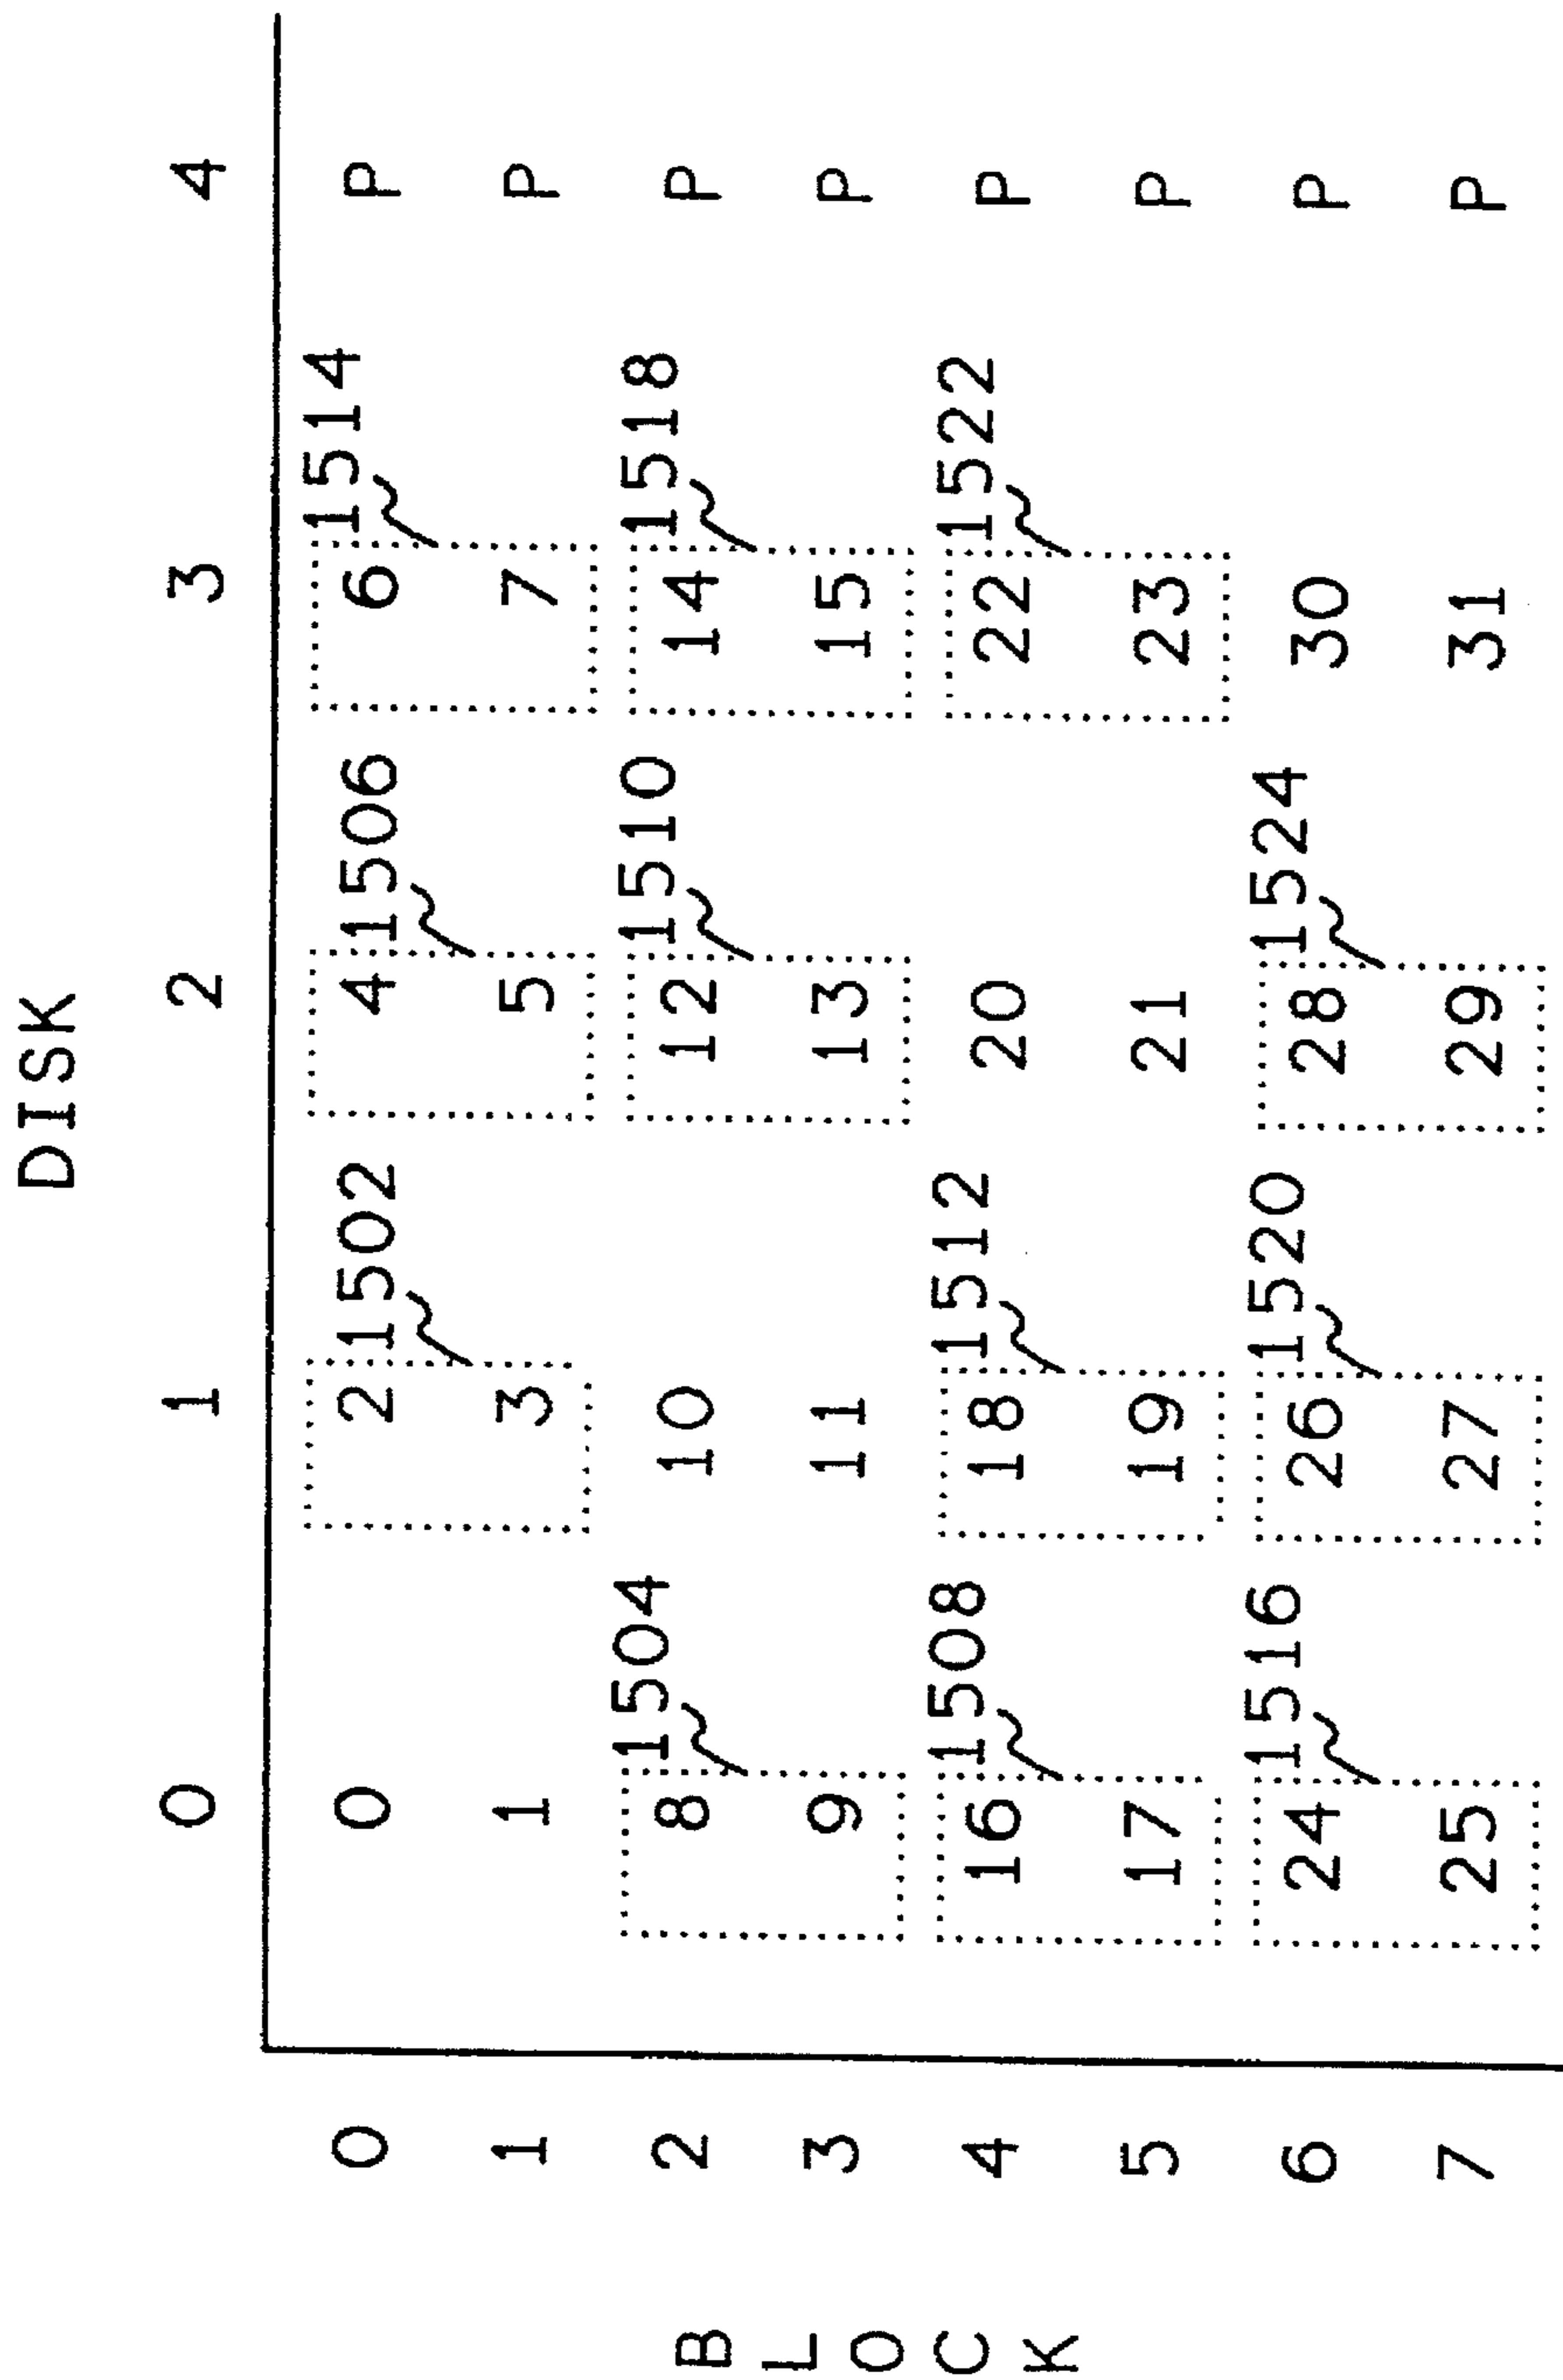 DISK
0 1 2 3 4
BLOCK
0 0 2 1502 4 1506 6 1514 P
1 1 3 5 7 P
2 8 1504 10 12 1510 14 1518 P
3 9 11 13 15 P
4 16 1508 18 1512 20 22 1522 P
5 17 19 21 23 P
6 24 1516 26 1520 28 1524 30 P
7 25 27 29 31 P